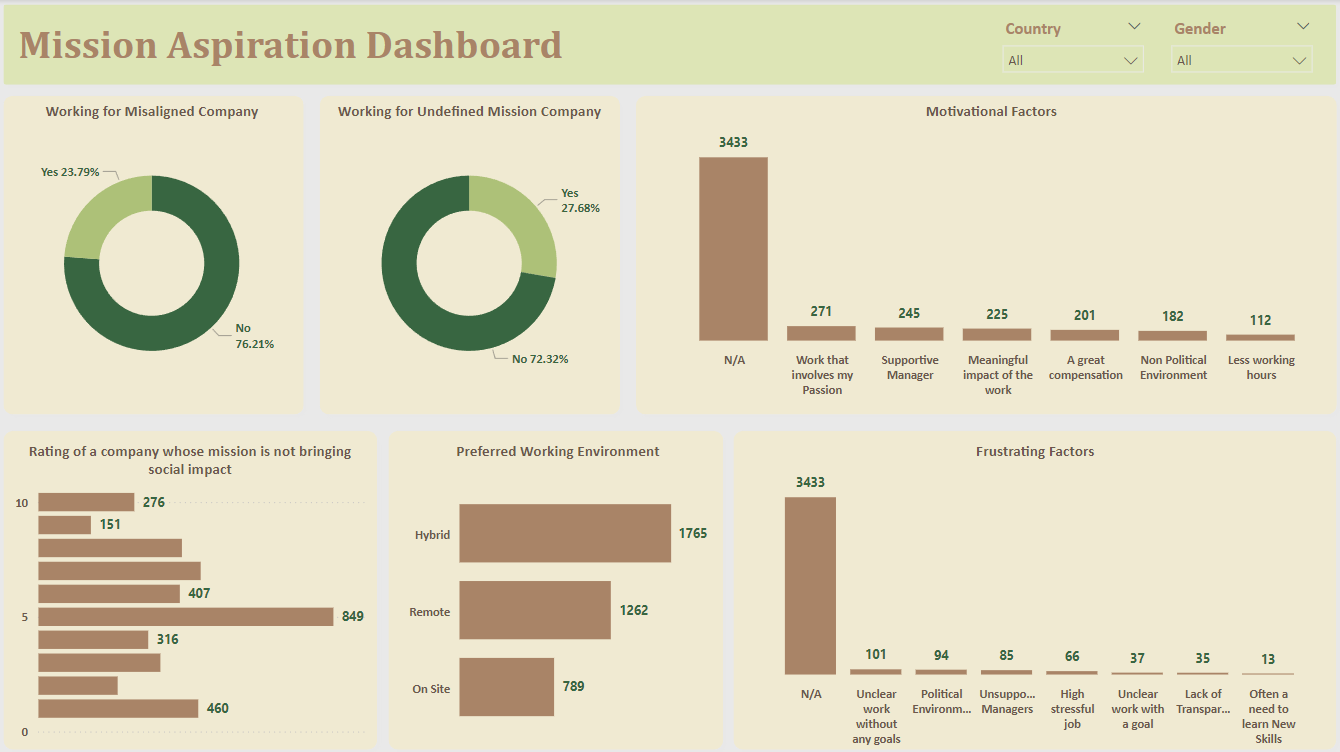 Mission Aspiration Dashboard
Country
All
Gender
All
Working for Misaligned Company
Yes 23.79%
No
76.21%
Working for Undefined Mission Company
Yes
27.68%
No 72.32%
Motivational Factors
3433
271
245
225
201
182
112
N/A
Work that
involves my
Passion
Supportive
Manager
Meaningful
impact of the
work
A great
compensation
Non Political
Environment
Less working
hours
Rating of a company whose mission is not bringing
social impact
10
276
151
407
5
849
316
460
0
Preferred Working Environment
Hybrid
1765
Remote
1262
On Site
789
Frustrating Factors
3433
101
94
85
66
37
35
13
N/A
Unclear
work
without
any goals
Political
Environm...
Unsuppo...
Managers
High
stressful
job
Unclear
work with
a goal
Lack of
Transpar...
Often a
need to
learn New
Skills